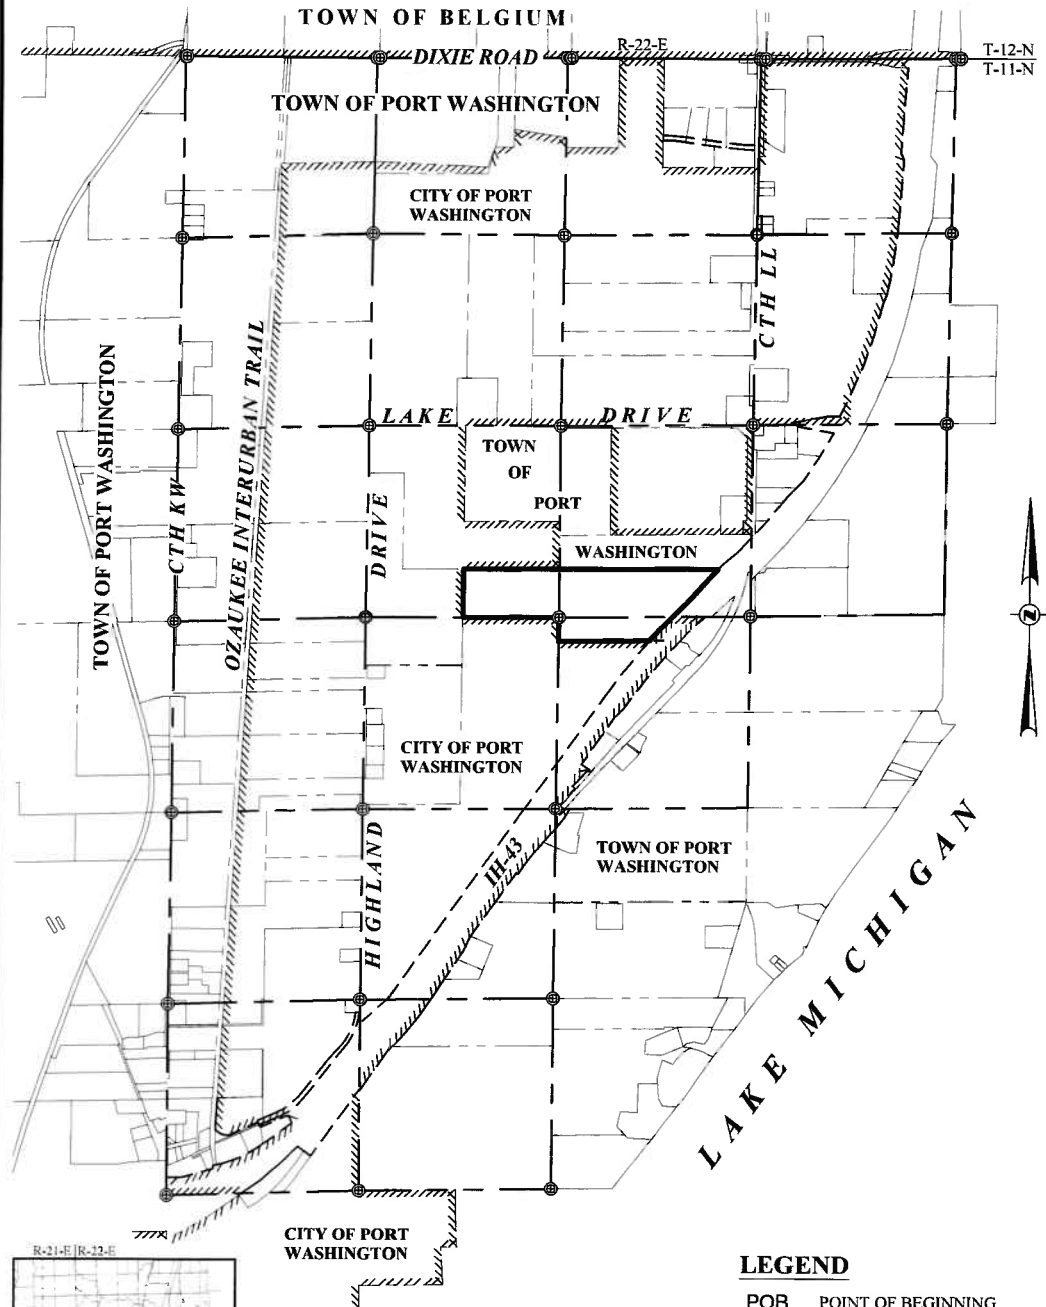 TOWN OF BELGIUM
R-22-E
DIXIE ROAD
T-12-N
T-11-N
TOWN OF PORT WASHINGTON
CITY OF PORT
WASHINGTON
CTH LL
OZAUKEE INTERURBAN TRAIL
TOWN OF PORT WASHINGTON
LAKE DRIVE
TOWN
OF
PORT
WASHINGTON
CTH KW
DRIVE
N
CITY OF PORT
WASHINGTON
TOWN OF PORT
WASHINGTON
IH-43
HIGHLAND
LAKE MICHIGAN
CITY OF PORT
WASHINGTON
R-21-E R-22-E
LEGEND
POB POINT OF BEGINNING